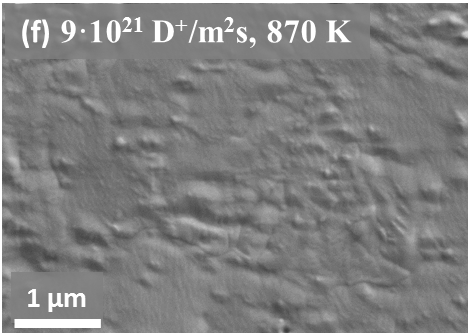 (f) 9·10²¹ D⁺/m²s, 870 K
1 µm